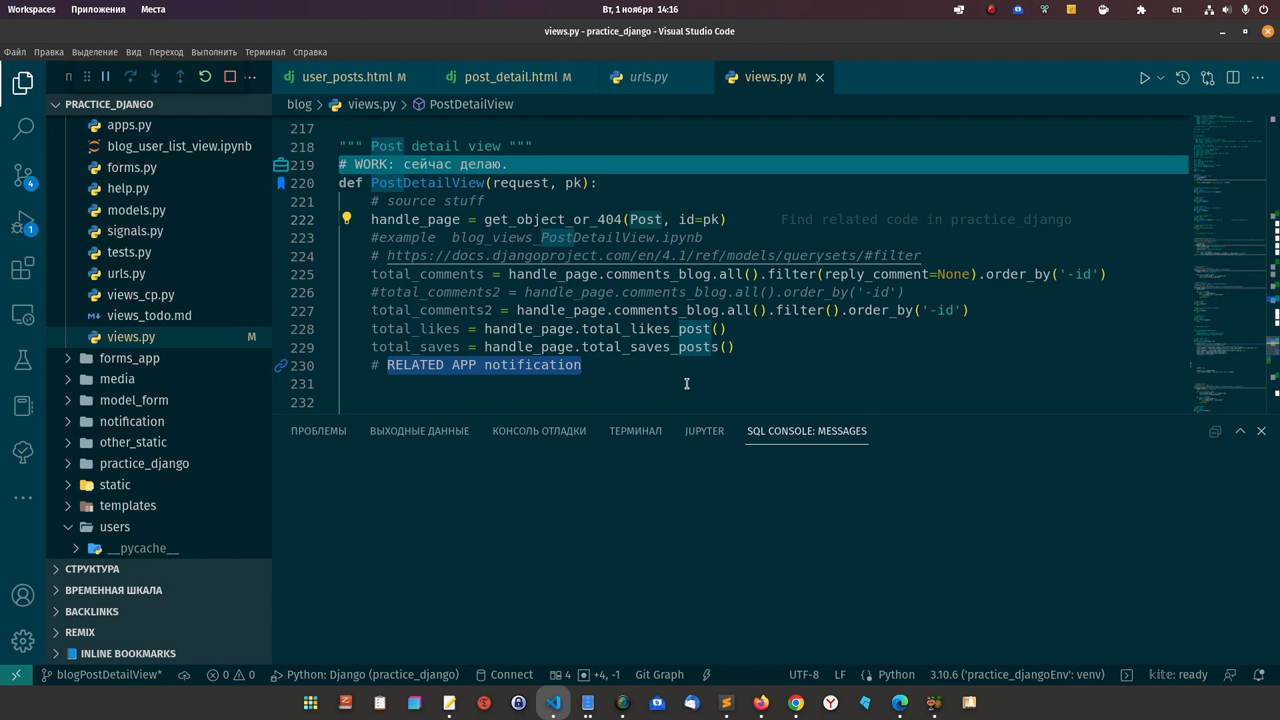 Workspaces Приложения Места Вт, 1 ноября 14:16 en
views.py - practice_django - Visual Studio Code
Файл Правка Выделение Вид Переход Выполнить Терминал Справка
user_posts.html M post_detail.html M urls.py views.py M
PRACTICE_DJANGO
blog > views.py > PostDetailView
apps.py
blog_user_list_view.ipynb
forms.py
help.py
models.py
signals.py
tests.py
urls.py
views_cp.py
views_todo.md
views.py M
forms_app
media
model_form
notification
other_static
practice_django
static
templates
users
__pycache__
СТРУКТУРА
ВРЕМЕННАЯ ШКАЛА
BACKLINKS
REMIX
INLINE BOOKMARKS
4
1
217
218 """ Post detail view """
219 # WORK: сейчас делаю.
220 def PostDetailView(request, pk):
221 # source stuff
222 handle_page = get_object_or_404(Post, id=pk) Find related code in practice_django
223 #example blog_views_PostDetailView.ipynb
224 # https://docs.djangoproject.com/en/4.1/ref/models/querysets/#filter
225 total_comments = handle_page.comments_blog.all().filter(reply_comment=None).order_by('-id')
226 #total_comments2 = handle_page.comments_blog.all().order_by('-id')
227 total_comments2 = handle_page.comments_blog.all().filter().order_by('-id')
228 total_likes = handle_page.total_likes_post()
229 total_saves = handle_page.total_saves_posts()
230 # RELATED APP notification
231
232
ПРОБЛЕМЫ ВЫХОДНЫЕ ДАННЫЕ КОНСОЛЬ ОТЛАДКИ ТЕРМИНАЛ JUPYTER SQL CONSOLE: MESSAGES
blogPostDetailView* 0 0 Python: Django (practice_django) Connect 4 +4, -1 Git Graph UTF-8 LF Python 3.10.6 ('practice_djangoEnv': venv) kite: ready